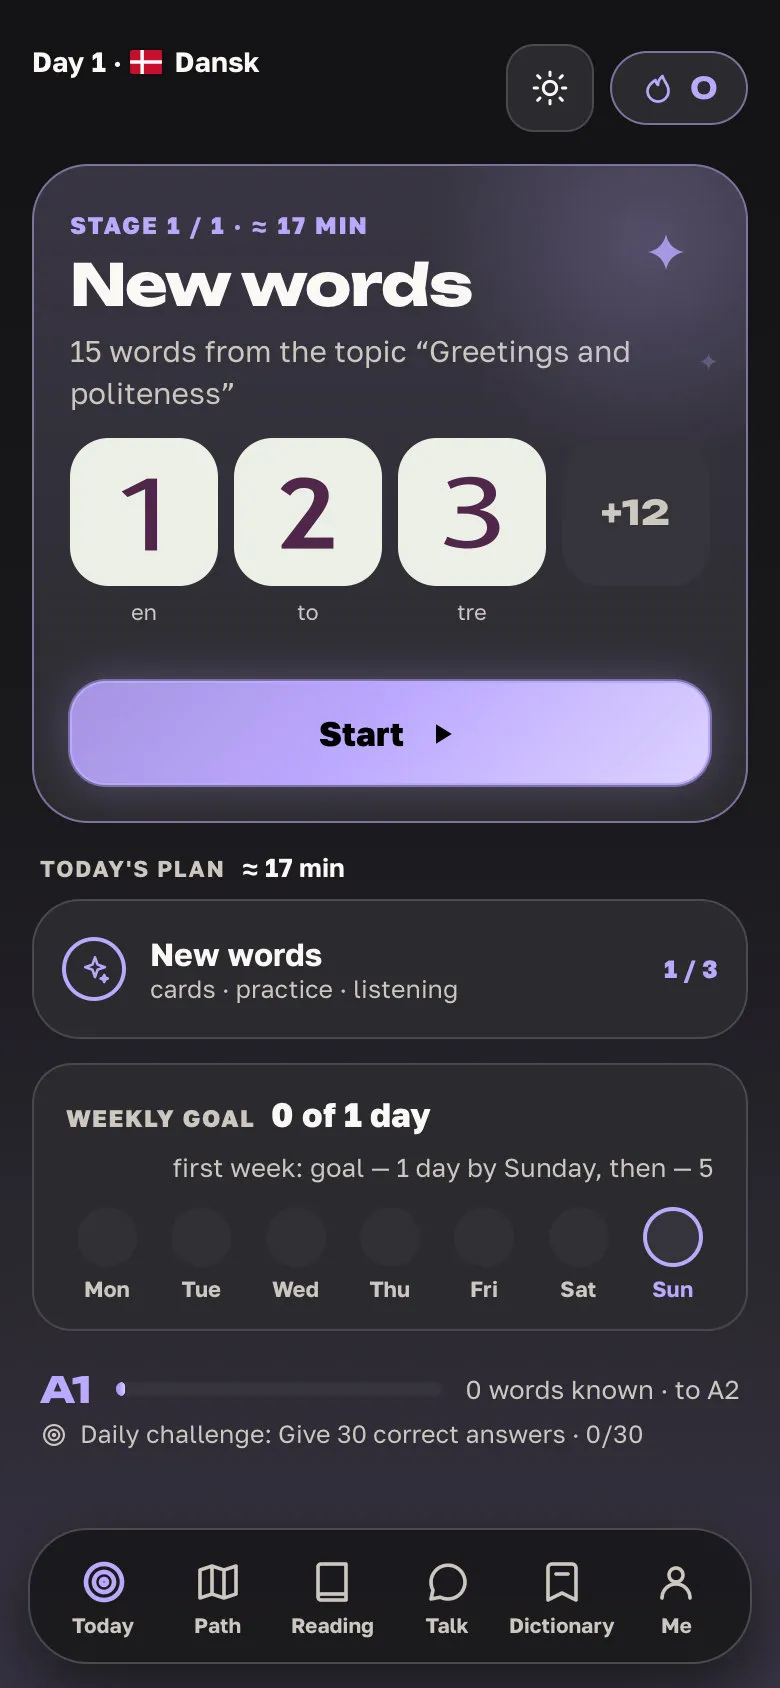 Day 1 · Dansk
0
STAGE 1 / 1 · ≈ 17 MIN
New words
15 words from the topic “Greetings and
politeness”
1 2 3 +12
en to tre
Start
TODAY'S PLAN ≈ 17 min
New words
cards · practice · listening
1 / 3
WEEKLY GOAL 0 of 1 day
first week: goal — 1 day by Sunday, then — 5
Mon Tue Wed Thu Fri Sat Sun
A1 0 words known · to A2
Daily challenge: Give 30 correct answers · 0/30
Today Path Reading Talk Dictionary Me